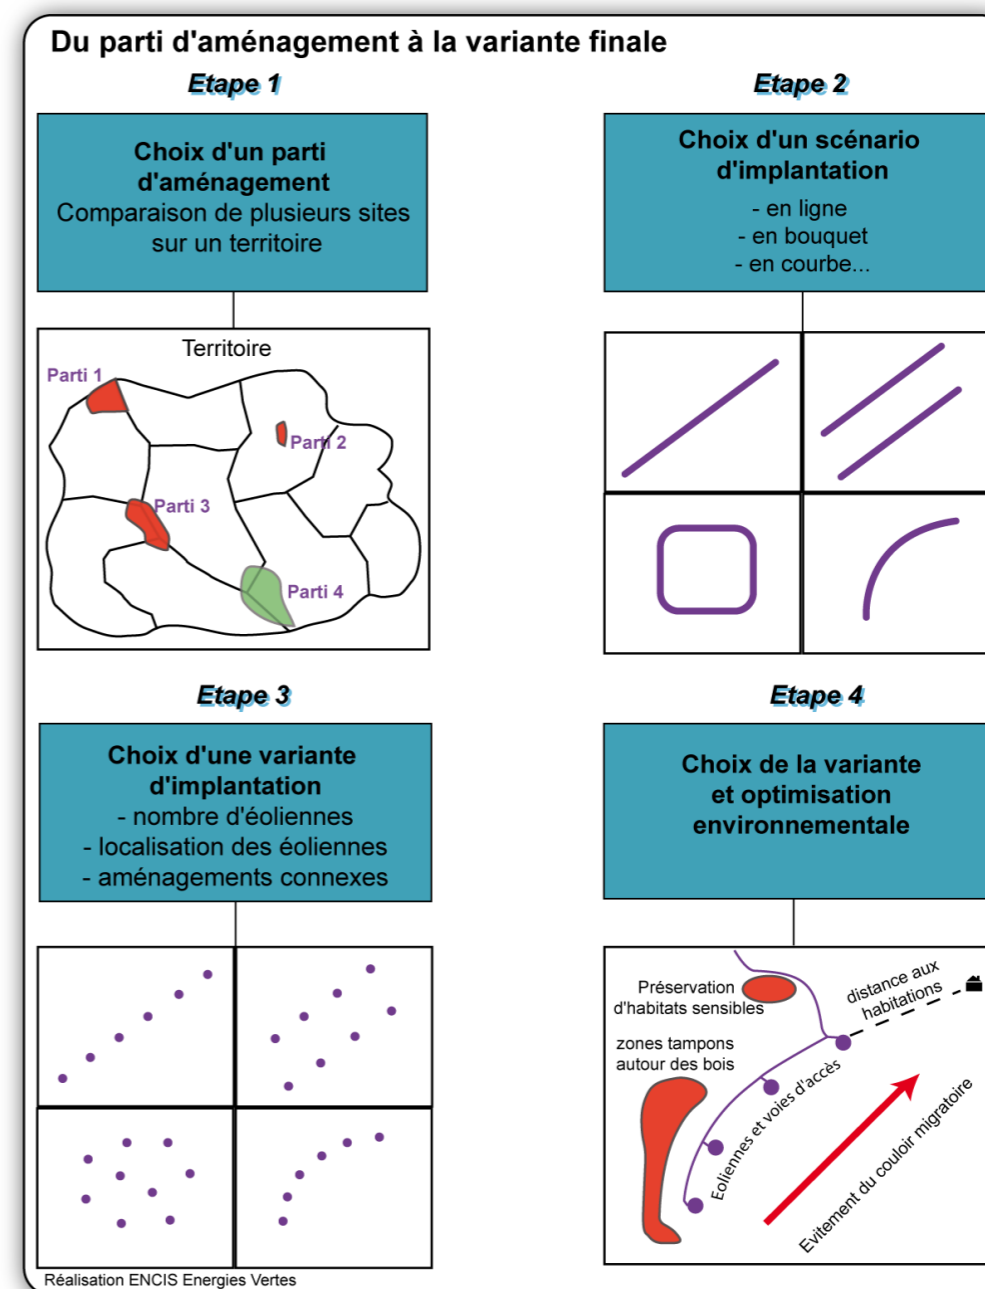 Du parti d'aménagement à la variante finale
Etape 1
Choix d'un parti
d'aménagement
Comparaison de plusieurs sites
sur un territoire
Territoire
Parti 1
Parti 2
Parti 3
Parti 4
Etape 2
Choix d'un scénario
d'implantation
- en ligne
- en bouquet
- en courbe...
Etape 3
Choix d'une variante
d'implantation
- nombre d'éoliennes
- localisation des éoliennes
- aménagements connexes
Etape 4
Choix de la variante
et optimisation
environnementale
Préservation
d'habitats sensibles
distance aux
habitations
zones tampons
autour des bois
Eoliennes et voies d'accès
Evitement du couloir migratoire
Réalisation ENCIS Energies Vertes